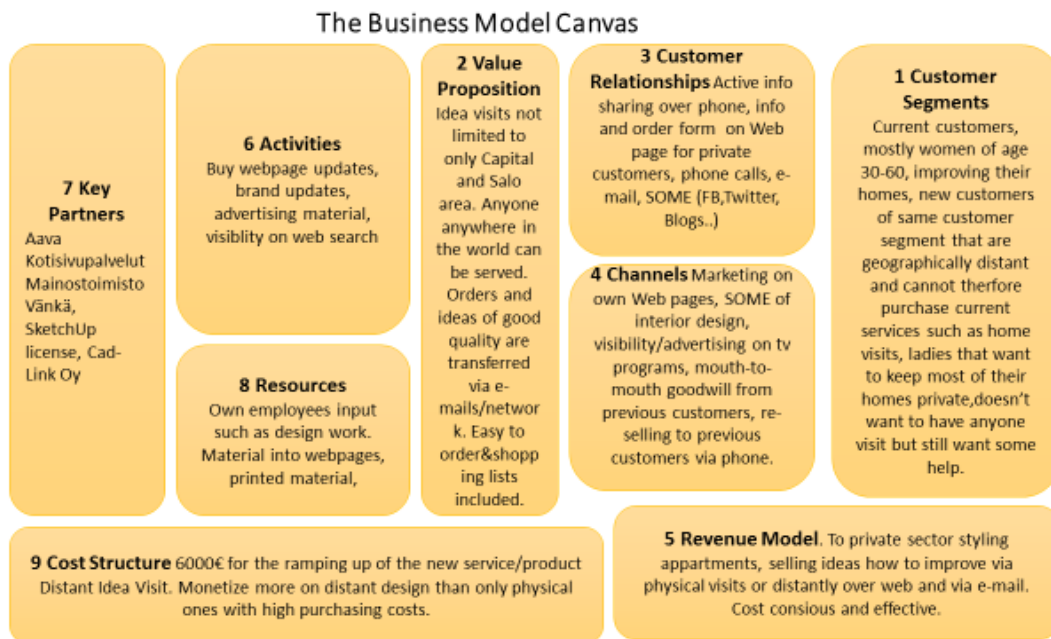 The Business Model Canvas
7 Key
Partners
Aava
Kotisivupalvelut
Mainostoimisto
Vänkä,
SketchUp
license, Cad-
Link Oy
6 Activities
Buy webpage updates,
brand updates,
advertising material,
visiblity on web search
8 Resources
Own employees input
such as design work.
Material into webpages,
printed material,
2 Value
Proposition
Idea visits not
limited to
only Capital
and Salo
area. Anyone
anywhere in
the world can
be served.
Orders and
ideas of good
quality are
transferred
via e-
mails/networ
k. Easy to
order&shopp
ing lists
included.
3 Customer
Relationships Active info
sharing over phone, info
and order form on Web
page for private
customers, phone calls, e-
mail, SOME (FB,Twitter,
Blogs..)
4 Channels Marketing on
own Web pages, SOME of
interior design,
visibility/advertising on tv
programs, mouth-to-
mouth goodwill from
previous customers, re-
selling to previous
customers via phone.
1 Customer
Segments
Current customers,
mostly women of age
30-60, improving their
homes, new customers
of same customer
segment that are
geographically distant
and cannot therfore
purchase current
services such as home
visits, ladies that want
to keep most of their
homes private,doesn't
want to have anyone
visit but still want some
help.
9 Cost Structure 6000€ for the ramping up of the new service/product
Distant Idea Visit. Monetize more on distant design than only physical
ones with high purchasing costs.
5 Revenue Model. To private sector styling
appartments, selling ideas how to improve via
physical visits or distantly over web and via e-mail.
Cost consious and effective.